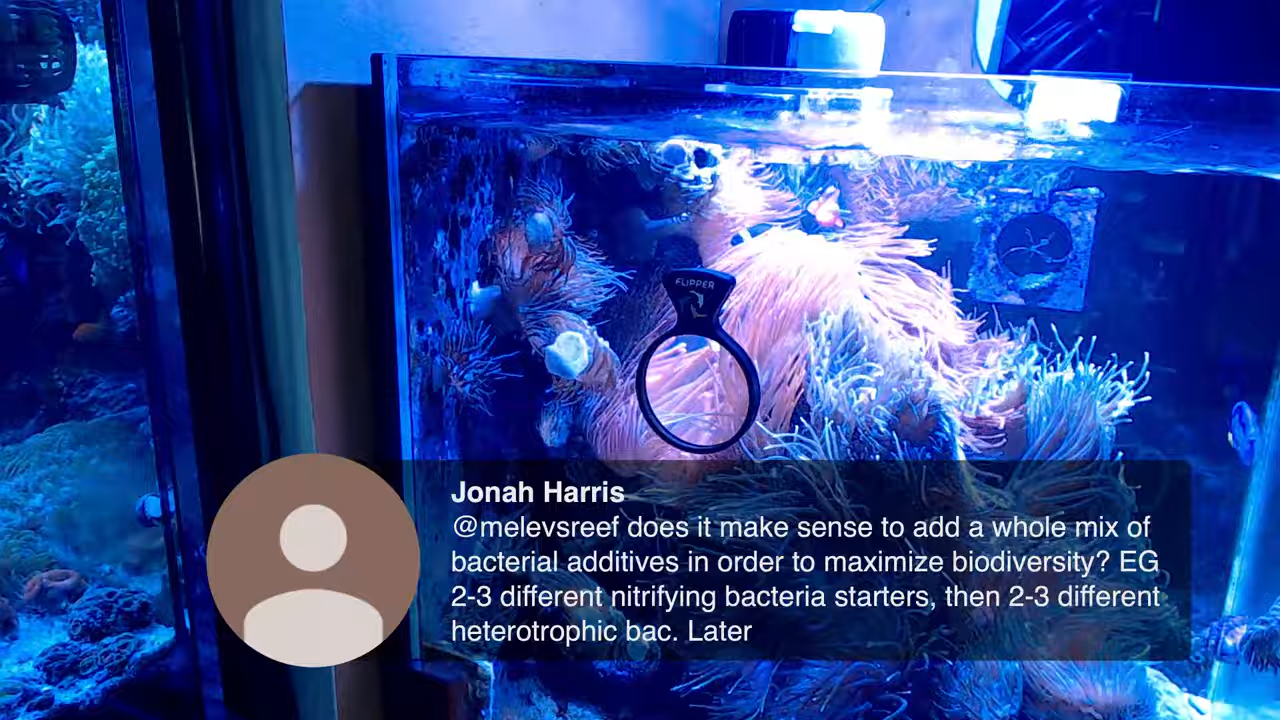 FLIPPER
Jonah Harris
@melevsreef does it make sense to add a whole mix of
bacterial additives in order to maximize biodiversity? EG
2-3 different nitrifying bacteria starters, then 2-3 different
heterotrophic bac. Later